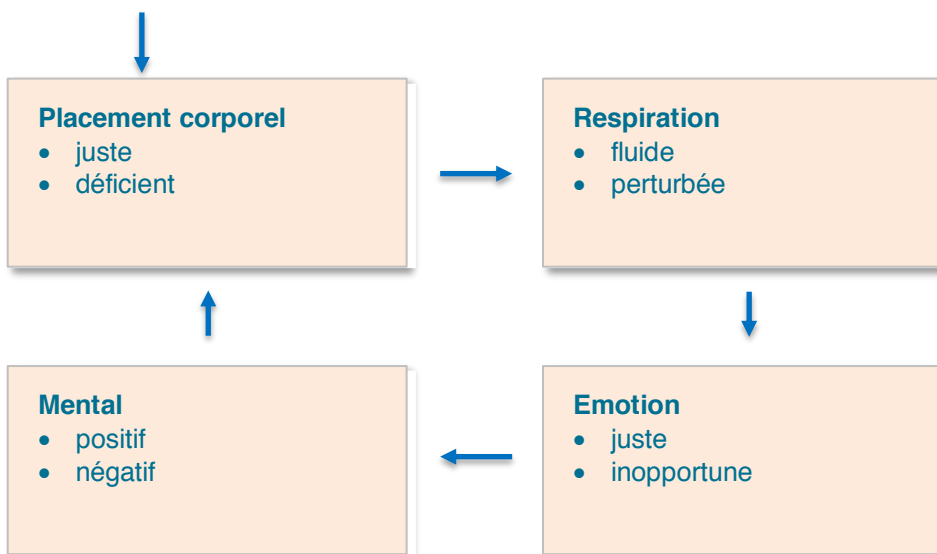 Placement corporel
• juste
• déficient
Respiration
• fluide
• perturbée
Mental
• positif
• négatif
Emotion
• juste
• inopportune